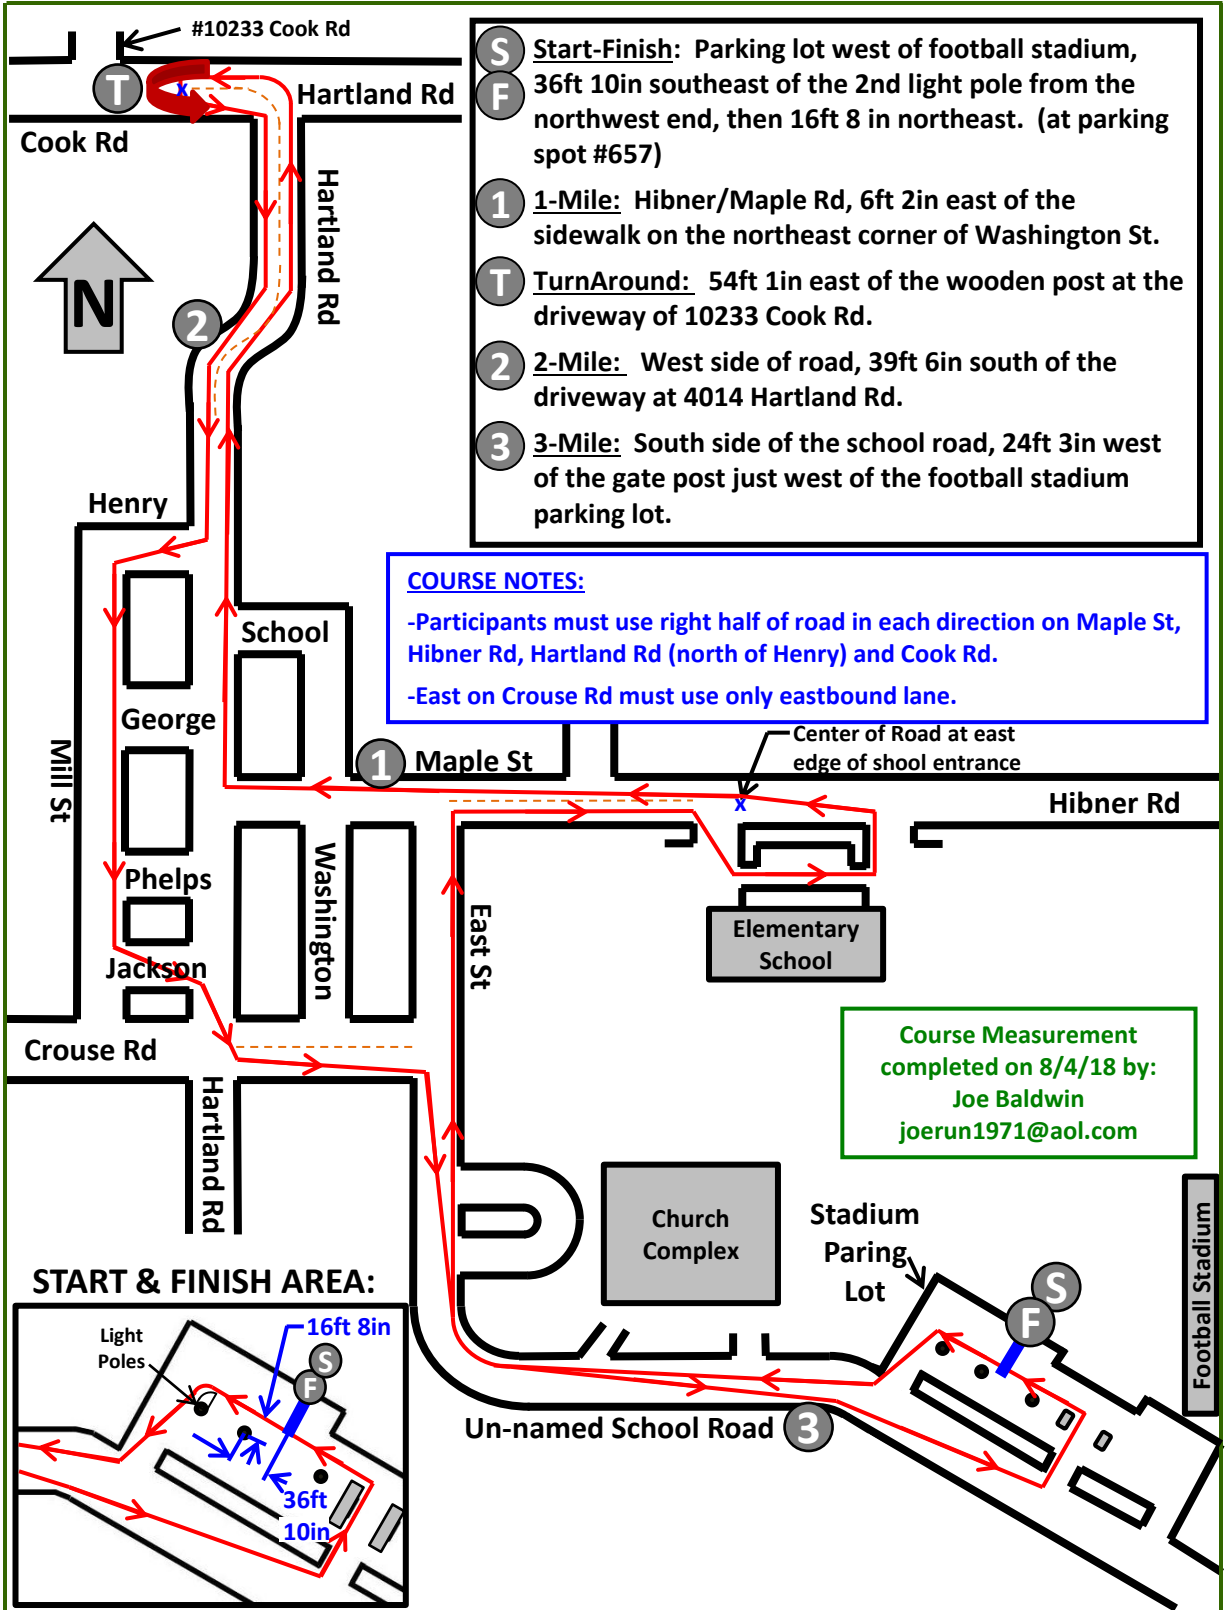 #10233 Cook Rd
T
Hartland Rd
Cook Rd
Hartland Rd
N
2
S Start-Finish: Parking lot west of football stadium,
F 36ft 10in southeast of the 2nd light pole from the
northwest end, then 16ft 8 in northeast. (at parking
spot #657)
1 1-Mile: Hibner/Maple Rd, 6ft 2in east of the
sidewalk on the northeast corner of Washington St.
T TurnAround: 54ft 1in east of the wooden post at the
driveway of 10233 Cook Rd.
2 2-Mile: West side of road, 39ft 6in south of the
driveway at 4014 Hartland Rd.
3 3-Mile: South side of the school road, 24ft 3in west
of the gate post just west of the football stadium
parking lot.
COURSE NOTES:
-Participants must use right half of road in each direction on Maple St,
Hibner Rd, Hartland Rd (north of Henry) and Cook Rd.
-East on Crouse Rd must use only eastbound lane.
Henry
School
George
Mill St
1
Maple St
Center of Road at east
edge of shool entrance
x
x
Hibner Rd
Phelps
Washington
East St
Elementary
School
Jackson
Crouse Rd
Hartland Rd
Course Measurement
completed on 8/4/18 by:
Joe Baldwin
joerun1971@aol.com
Church
Complex
Stadium
Paring
Lot
S
F
Football Stadium
Un-named School Road
3
START & FINISH AREA:
16ft 8in
Light
Poles
S
F
36ft
10in